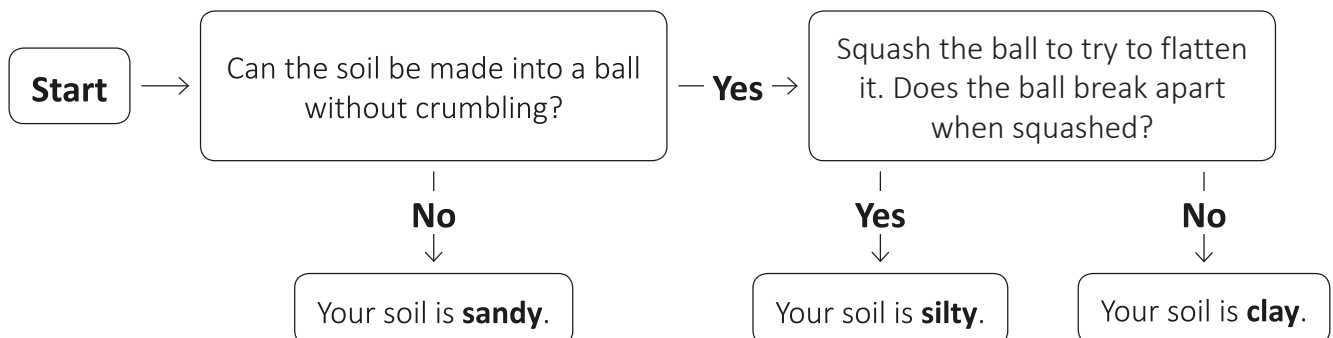 Start
Can the soil be made into a ball
without crumbling?
Yes
Squash the ball to try to flatten
it. Does the ball break apart
when squashed?
No
Yes
No
Your soil is sandy.
Your soil is silty.
Your soil is clay.